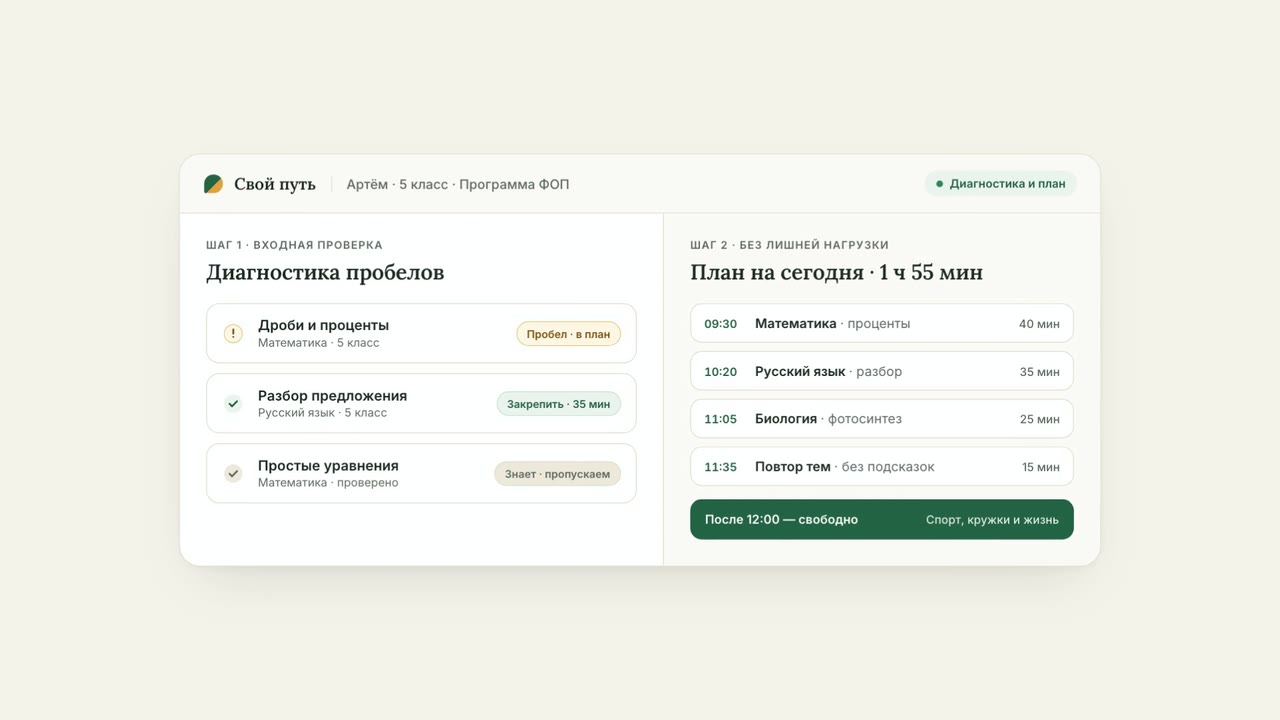 Свой путь
Артём · 5 класс · Программа ФОП
Диагностика и план
ШАГ 1 · ВХОДНАЯ ПРОВЕРКА
Диагностика пробелов
Дроби и проценты
Математика · 5 класс
Пробел · в план
Разбор предложения
Русский язык · 5 класс
Закрепить · 35 мин
Простые уравнения
Математика · проверено
Знает · пропускаем
ШАГ 2 · БЕЗ ЛИШНЕЙ НАГРУЗКИ
План на сегодня · 1 ч 55 мин
09:30 Математика · проценты 40 мин
10:20 Русский язык · разбор 35 мин
11:05 Биология · фотосинтез 25 мин
11:35 Повтор тем · без подсказок 15 мин
После 12:00 — свободно Спорт, кружки и жизнь